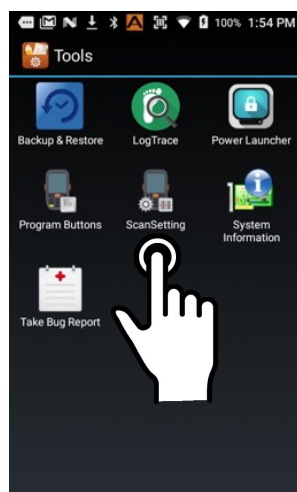 100% 1:54 PM
Tools
Backup & Restore
LogTrace
Power Launcher
Program Buttons
ScanSetting
System
Information
Take Bug Report